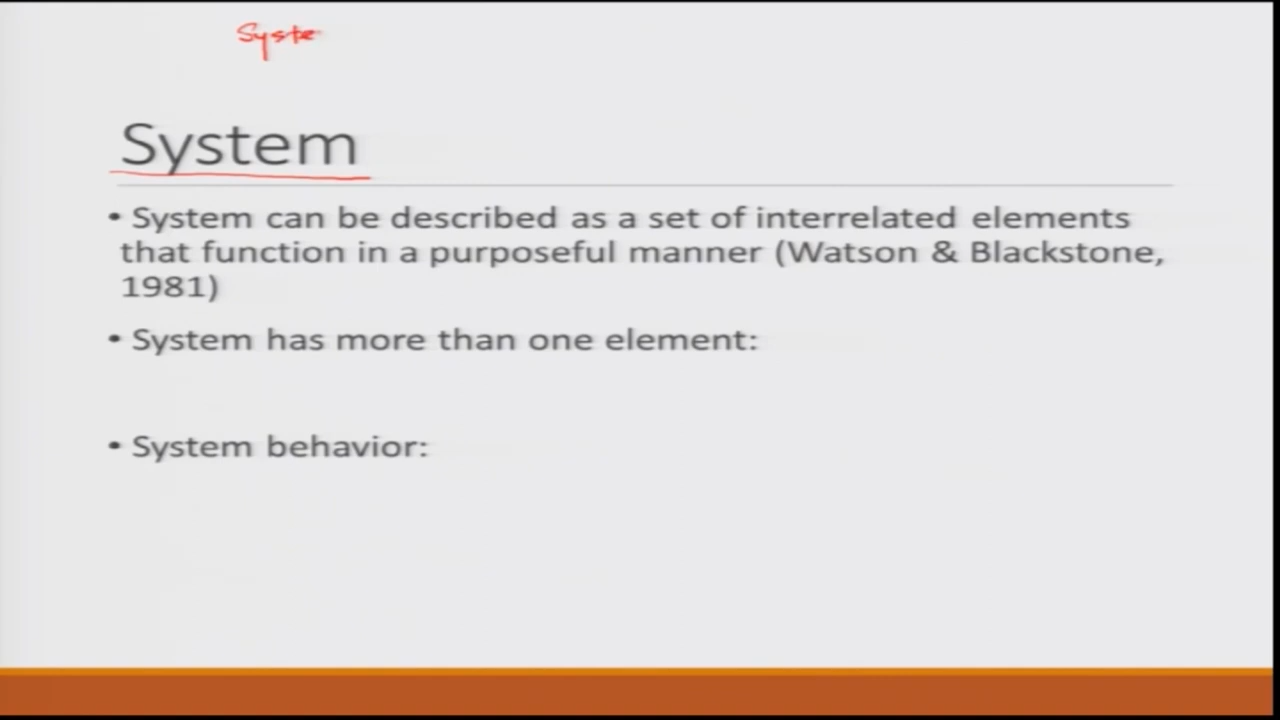 Syste
System
• System can be described as a set of interrelated elements
that function in a purposeful manner (Watson & Blackstone,
1981)
• System has more than one element:
• System behavior: